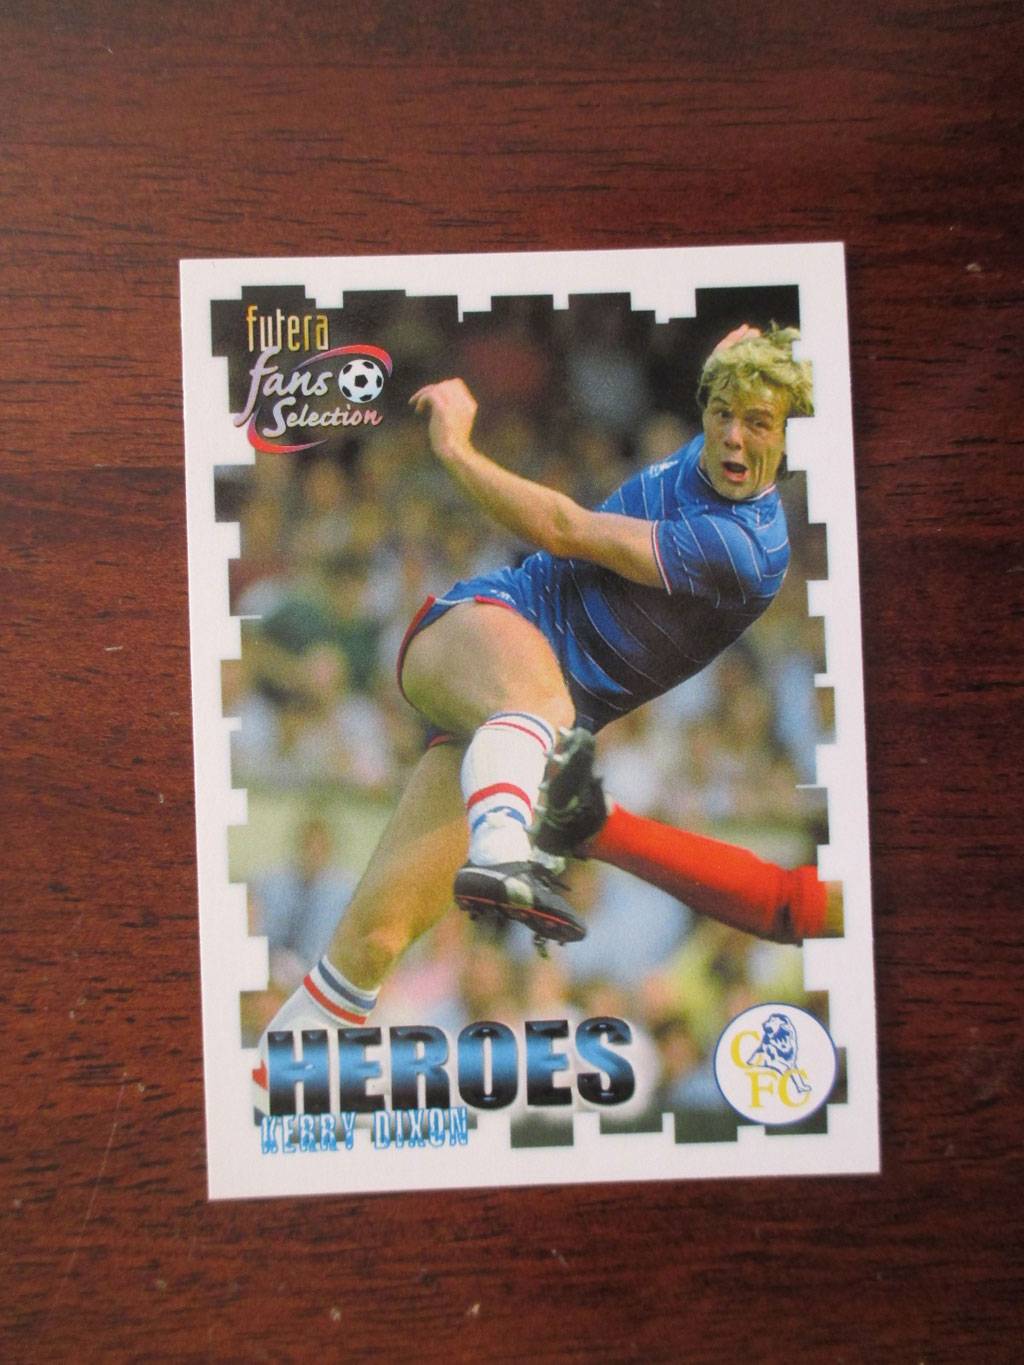 futera
fans
Selection
HEROES
KERRY DIXON
CFC